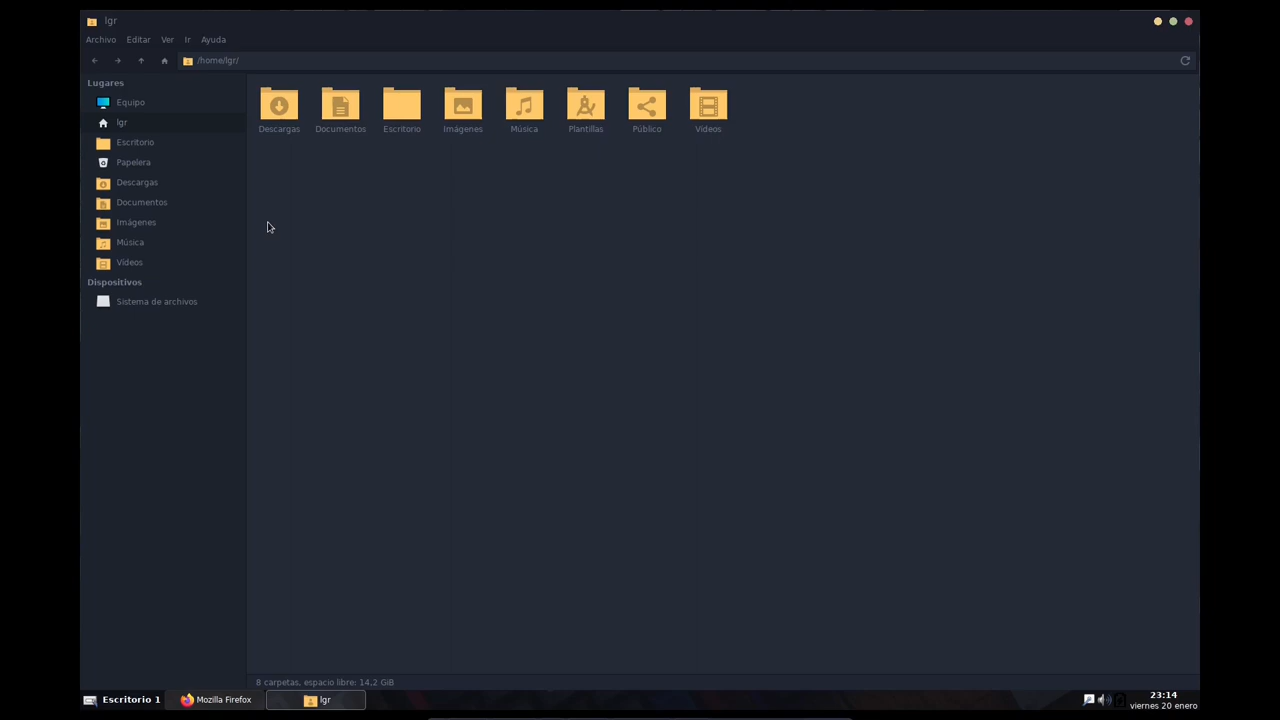 lgr
Archivo Editar Ver Ir Ayuda
/home/lgr/
Lugares
Equipo
lgr
Escritorio
Papelera
Descargas
Documentos
Imágenes
Música
Vídeos
Dispositivos
Sistema de archivos
Descargas Documentos Escritorio Imágenes Música Plantillas Público Vídeos
8 carpetas, espacio libre: 14,2 GiB
Escritorio 1 Mozilla Firefox lgr
23:14
viernes 20 enero